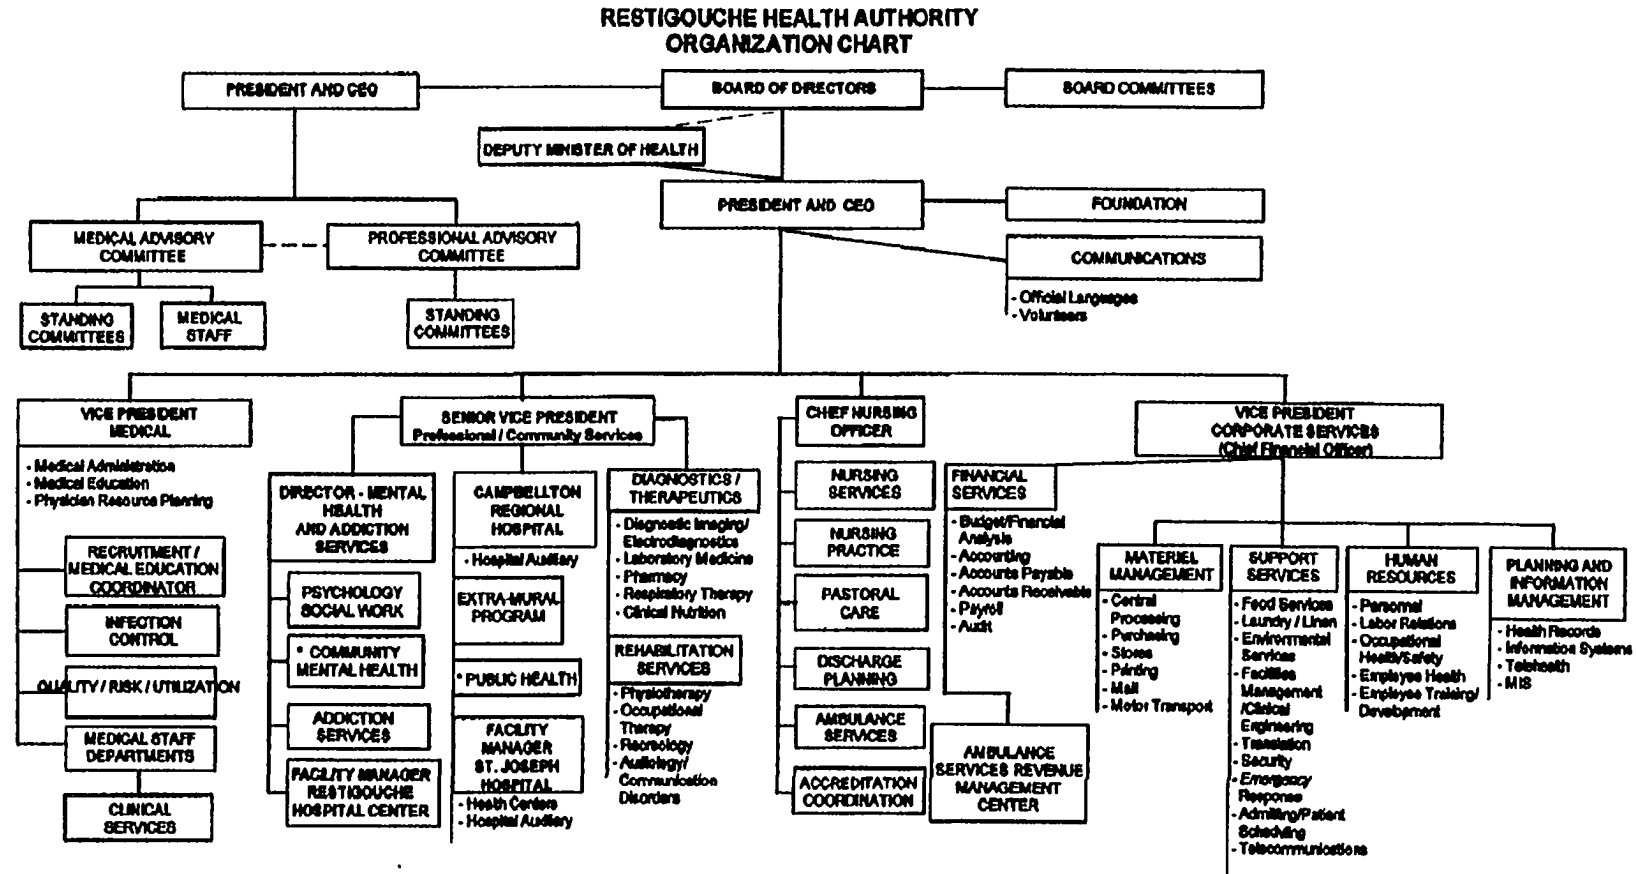 RESTIGOUCHE HEALTH AUTHORITY
ORGANIZATION CHART
PRESIDENT AND CEO
BOARD OF DIRECTORS
BOARD COMMITTEES
DEPUTY MINISTER OF HEALTH
PRESIDENT AND CEO
FOUNDATION
COMMUNICATIONS
- Official Languages
- Volunteers
MEDICAL ADVISORY
COMMITTEE
PROFESSIONAL ADVISORY
COMMITTEE
STANDING
COMMITTEES
MEDICAL
STAFF
STANDING
COMMITTEES
VICE PRESIDENT
MEDICAL
- Medical Administration
- Medical Education
- Physician Resource Planning
RECRUITMENT /
MEDICAL EDUCATION
COORDINATOR
INFECTION
CONTROL
QUALITY / RISK / UTILIZATION
MEDICAL STAFF
DEPARTMENTS
CLINICAL
SERVICES
SENIOR VICE PRESIDENT
Professional / Community Services
DIRECTOR - MENTAL
HEALTH
AND ADDICTION
SERVICES
PSYCHOLOGY
SOCIAL WORK
* COMMUNITY
MENTAL HEALTH
ADDICTION
SERVICES
FACILITY MANAGER
RESTIGOUCHE
HOSPITAL CENTER
CAMPBELLTON
REGIONAL
HOSPITAL
- Hospital Auxiliary
EXTRA-MURAL
PROGRAM
* PUBLIC HEALTH
FACILITY
MANAGER
ST. JOSEPH
HOSPITAL
- Health Centers
- Hospital Auxiliary
DIAGNOSTICS /
THERAPEUTICS
- Diagnostic Imaging/
Electrodiagnostics
- Laboratory Medicine
- Pharmacy
- Respiratory Therapy
- Clinical Nutrition
REHABILITATION
SERVICES
- Physiotherapy
- Occupational
Therapy
- Recreology
- Audiology/
Communication
Disorders
CHEF NURSING
OFFICER
NURSING
SERVICES
NURSING
PRACTICE
PASTORAL
CARE
DISCHARGE
PLANNING
AMBULANCE
SERVICES
ACCREDITATION
COORDINATION
VICE PRESIDENT
CORPORATE SERVICES
(Chief Financial Officer)
FINANCIAL
SERVICES
- Budget/Financial
Analysis
- Accounting
- Accounts Payable
- Accounts Receivable
- Payroll
- Audit
AMBULANCE
SERVICES REVENUE
MANAGEMENT
CENTER
MATERIEL
MANAGEMENT
- Central
Processing
- Purchasing
- Stores
- Printing
- Mail
- Motor Transport
SUPPORT
SERVICES
- Food Services
- Laundry / Linen
- Environmental
Services
- Facilities
Management
/Clinical
Engineering
- Translation
- Security
- Emergency
Response
- Admitting/Patient
Scheduling
- Telecommunications
HUMAN
RESOURCES
- Personnel
- Labor Relations
- Occupational
Health/Safety
- Employee Health
- Employee Training/
Development
PLANNING AND
INFORMATION
MANAGEMENT
- Health Records
- Information Systems
- Telehealth
- MIS